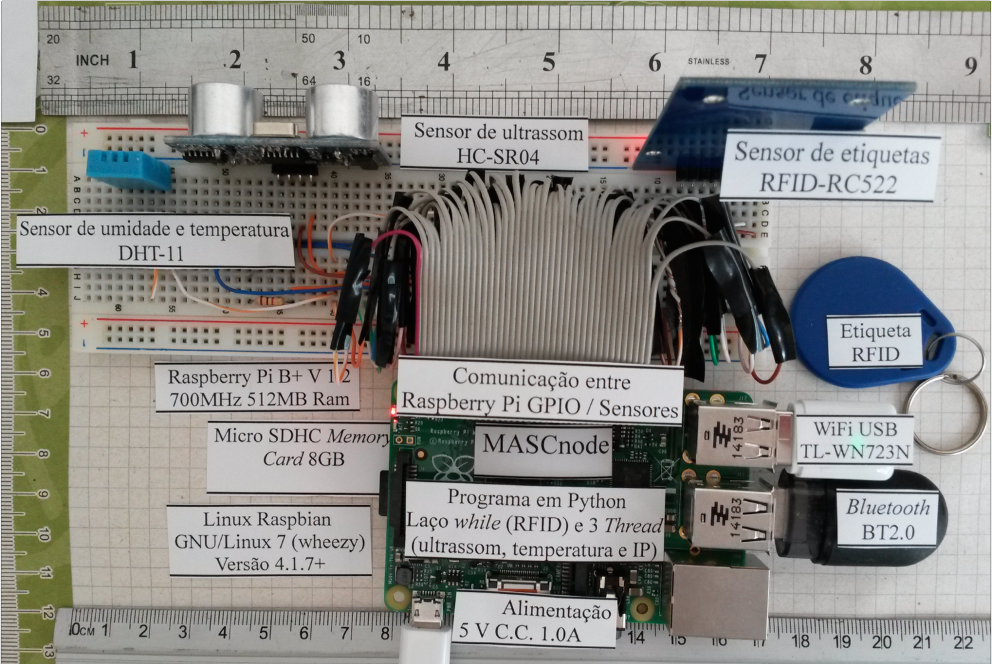 20 50 10
INCH 1 2 3 4 5 6 STAINLESS 7 8 9
32 64 16
Sensor de ultrassom
HC-SR04
Sensor de etiquetas
RFID-RC522
Sensor de umidade e temperatura
DHT-11
Etiqueta
RFID
Raspberry Pi B+ V 1.2
700MHz 512MB Ram
Comunicação entre
Raspberry Pi GPIO / Sensores
Micro SDHC Memory
Card 8GB
MASCnode
WiFi USB
TL-WN723N
14183
Programa em Python
Laço while (RFID) e 3 Thread
(ultrassom, temperatura e IP)
14183
Bluetooth
BT2.0
Linux Raspbian
GNU/Linux 7 (wheezy)
Versão 4.1.7+
Alimentação
5 V C.C. 1.0A
0 1 2 4 5 6 7 8 9 10 11 12 13
0CM 1 2 3 4 5 6 7 8 14 15 16 17 18 19 20 21 22